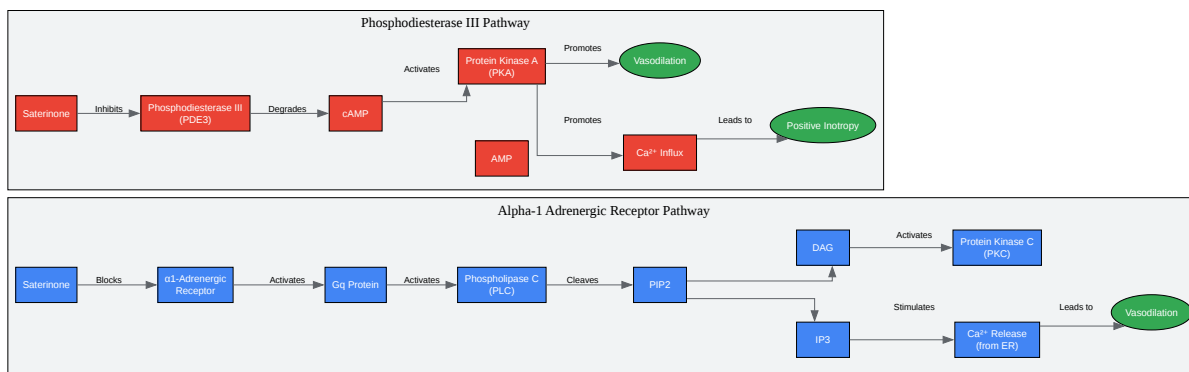 Phosphodiesterase III Pathway
Saterinone
Inhibits
Phosphodiesterase III
(PDE3)
Degrades
cAMP
Activates
Protein Kinase A
(PKA)
Promotes
Vasodilation
Promotes
Ca²⁺ Influx
Leads to
Positive Inotropy
AMP
Alpha-1 Adrenergic Receptor Pathway
Saterinone
Blocks
α1-Adrenergic
Receptor
Activates
Gq Protein
Activates
Phospholipase C
(PLC)
Cleaves
PIP2
DAG
Activates
Protein Kinase C
(PKC)
IP3
Stimulates
Ca²⁺ Release
(from ER)
Leads to
Vasodilation